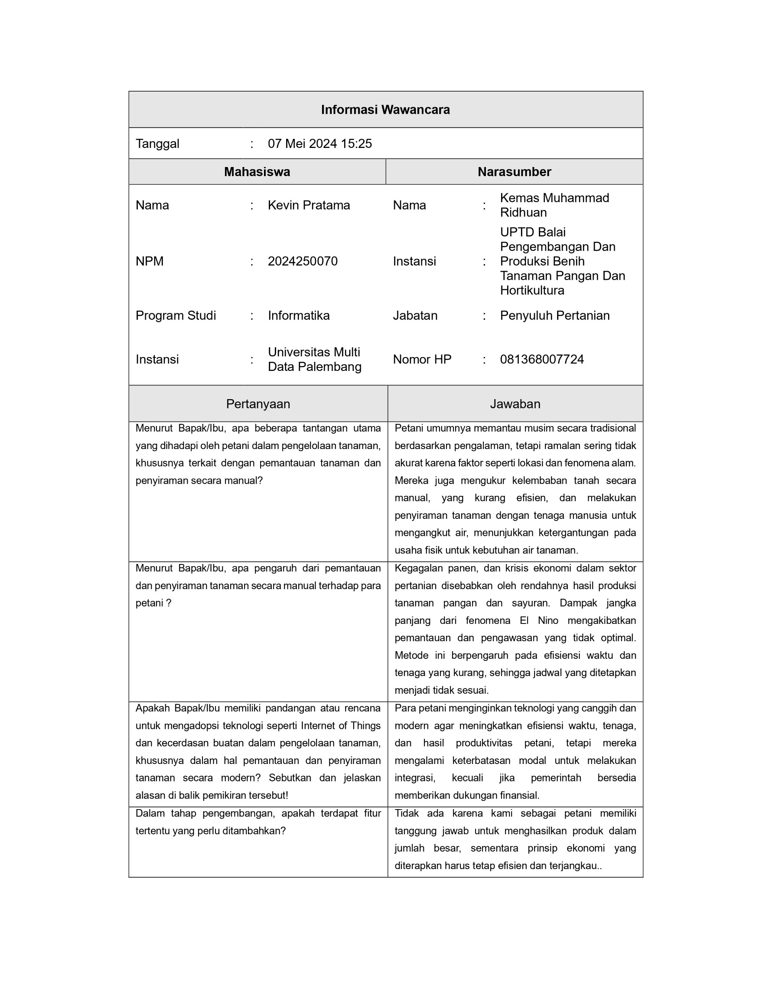 Informasi Wawancara
Tanggal : 07 Mei 2024 15:25
Mahasiswa
Narasumber
Nama : Kevin Pratama
Nama : Kemas Muhammad
Ridhuan
NPM : 2024250070
Instansi : UPTD Balai
Pengembangan Dan
Produksi Benih
Tanaman Pangan Dan
Hortikultura
Program Studi : Informatika
Jabatan : Penyuluh Pertanian
Instansi : Universitas Multi
Data Palembang
Nomor HP : 081368007724
Pertanyaan
Jawaban
Menurut Bapak/Ibu, apa beberapa tantangan utama
yang dihadapi oleh petani dalam pengelolaan tanaman,
khususnya terkait dengan pemantauan tanaman dan
penyiraman secara manual?
Petani umumnya memantau musim secara tradisional
berdasarkan pengalaman, tetapi ramalan sering tidak
akurat karena faktor seperti lokasi dan fenomena alam.
Mereka juga mengukur kelembaban tanah secara
manual, yang kurang efisien, dan melakukan
penyiraman tanaman dengan tenaga manusia untuk
mengangkut air, menunjukkan ketergantungan pada
usaha fisik untuk kebutuhan air tanaman.
Menurut Bapak/Ibu, apa pengaruh dari pemantauan
dan penyiraman tanaman secara manual terhadap para
petani ?
Kegagalan panen, dan krisis ekonomi dalam sektor
pertanian disebabkan oleh rendahnya hasil produksi
tanaman pangan dan sayuran. Dampak jangka
panjang dari fenomena El Nino mengakibatkan
pemantauan dan pengawasan yang tidak optimal.
Metode ini berpengaruh pada efisiensi waktu dan
tenaga yang kurang, sehingga jadwal yang ditetapkan
menjadi tidak sesuai.
Apakah Bapak/Ibu memiliki pandangan atau rencana
untuk mengadopsi teknologi seperti Internet of Things
dan kecerdasan buatan dalam pengelolaan tanaman,
khususnya dalam hal pemantauan dan penyiraman
tanaman secara modern? Sebutkan dan jelaskan
alasan di balik pemikiran tersebut!
Para petani menginginkan teknologi yang canggih dan
modern agar meningkatkan efisiensi waktu, tenaga,
dan hasil produktivitas petani, tetapi mereka
mengalami keterbatasan modal untuk melakukan
integrasi, kecuali jika pemerintah bersedia
memberikan dukungan finansial.
Dalam tahap pengembangan, apakah terdapat fitur
tertentu yang perlu ditambahkan?
Tidak ada karena kami sebagai petani memiliki
tanggung jawab untuk menghasilkan produk dalam
jumlah besar, sementara prinsip ekonomi yang
diterapkan harus tetap efisien dan terjangkau..